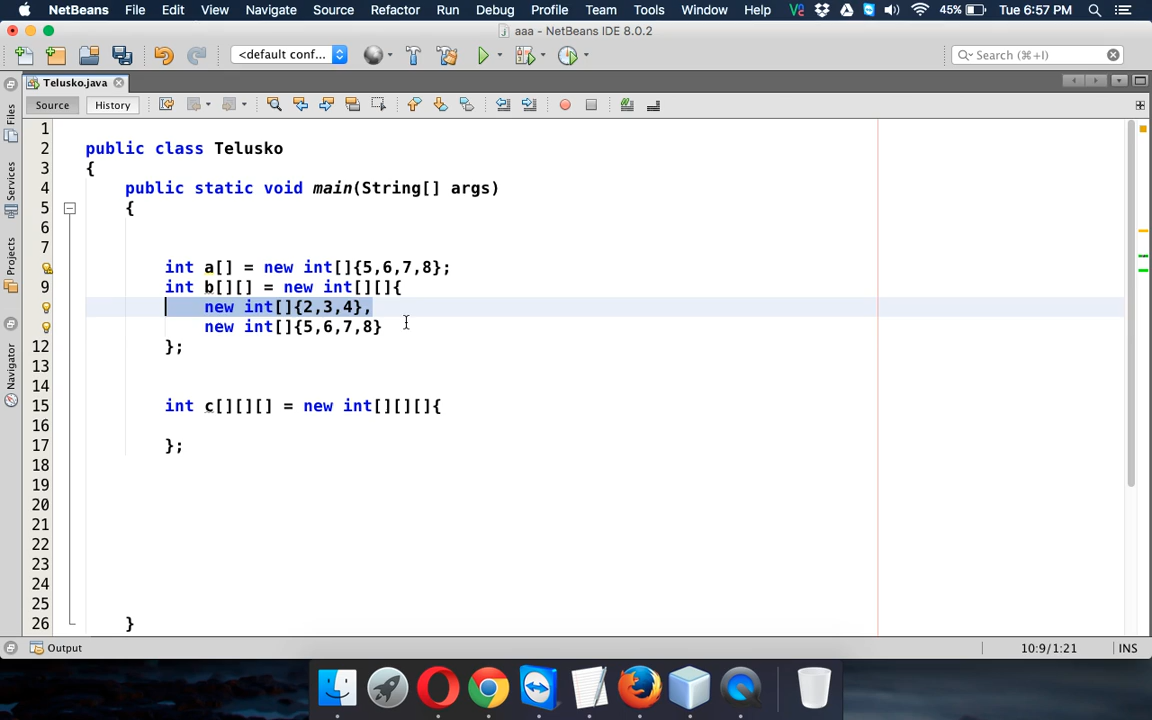 NetBeans File Edit View Navigate Source Refactor Run Debug Profile Team Tools Window Help 45% Tue 6:57 PM
aaa - NetBeans IDE 8.0.2
<default conf... Search (⌘+I)
Telusko.java
Source History
Files
Services
Projects
Navigator
1
2 public class Telusko
3 {
4 public static void main(String[] args)
5 {
6
7
int a[] = new int[]{5,6,7,8};
9 int b[][] = new int[][]{
new int[]{2,3,4},
new int[]{5,6,7,8}
12 };
13
14
15 int c[][][] = new int[][][]{
16
17 };
18
19
20
21
22
23
24
25
26 }
Output 10:9/1:21 INS